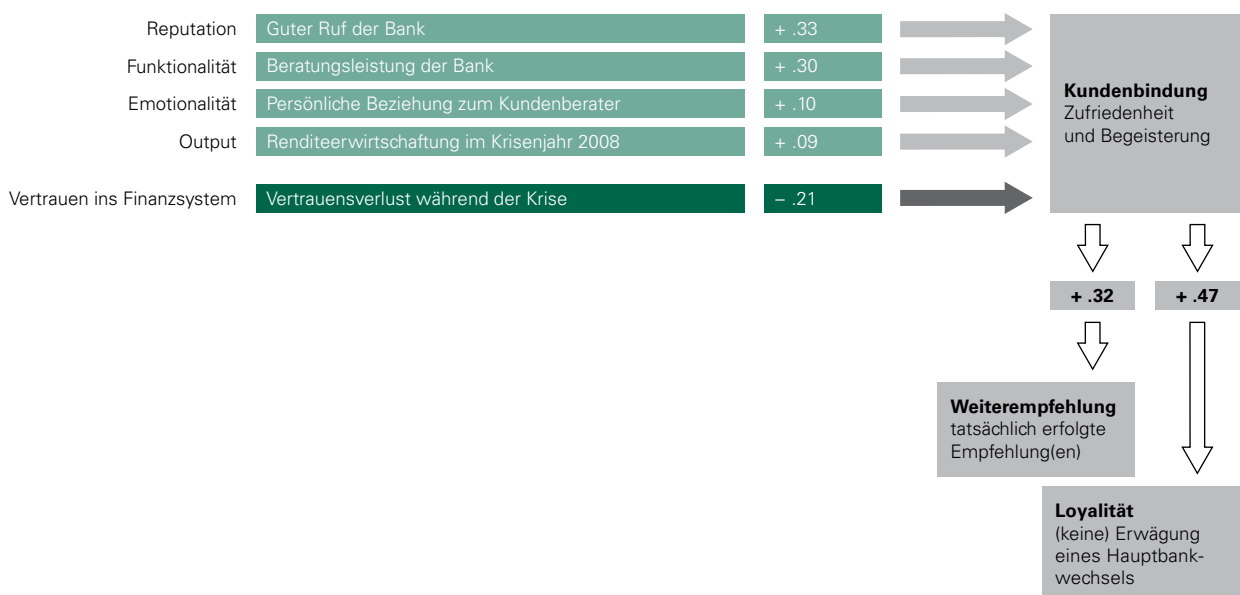 Reputation Guter Ruf der Bank + .33
Funktionalität Beratungsleistung der Bank + .30
Emotionalität Persönliche Beziehung zum Kundenberater + .10
Output Renditeerwirtschaftung im Krisenjahr 2008 + .09
Vertrauen ins Finanzsystem Vertrauensverlust während der Krise – .21
Kundenbindung
Zufriedenheit
und Begeisterung
+ .32 + .47
Weiterempfehlung
tatsächlich erfolgte
Empfehlung(en)
Loyalität
(keine) Erwägung
eines Hauptbank-
wechsels